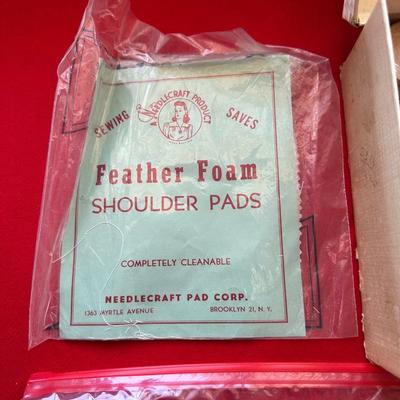 A NEEDLECRAFT PRODUCT
SEWING SAVES
Feather Foam
SHOULDER PADS
COMPLETELY CLEANABLE
NEEDLECRAFT PAD CORP.
1363 MYRTLE AVENUE BROOKLYN 21, N. Y.